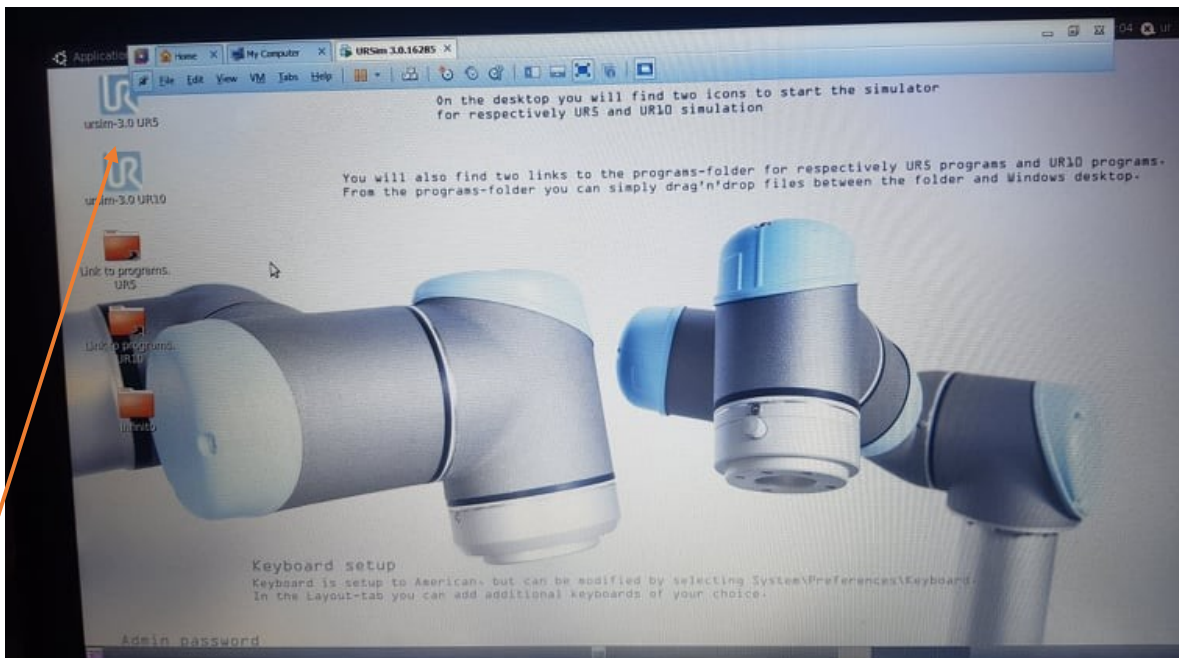 Home X My Computer X URSim 3.0.16285 X
File Edit View VM Tabs Help
04 ur
Applicatio
UR
ursim-3.0 UR5
UR
ursim-3.0 UR10
Link to programs.
UR5
Link to programs.
UR10
On the desktop you will find two icons to start the simulator
for respectively UR5 and UR10 simulation
You will also find two links to the programs-folder for respectively UR5 programs and UR10 programs.
From the programs-folder you can simply drag'n'drop files between the folder and Windows desktop.
Keyboard setup
Keyboard is setup to American, but can be modified by selecting System\Preferences\Keyboard.
In the Layout-tab you can add additional keyboards of your choice.
Admin password